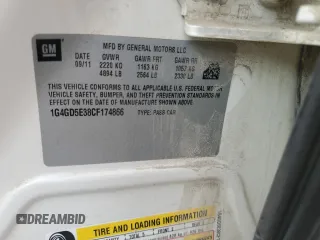 GM
MFD BY GENERAL MOTORS LLC
DATE GVWR GAWR FRT GAWR RR
09/11 2220 KG 1163 KG 1057 KG
4894 LB 2564 LB 2330 LB
THIS VEHICLE CONFORMS TO ALL APPLICABLE U.S. FEDERAL MOTOR
VEHICLE SAFETY, BUMPER, AND THEFT PREVENTION STANDARDS IN
EFFECT ON THE DATE OF MANUFACTURE SHOWN ABOVE.
1G4GD5E38CF174866 TYPE: PASS CAR
TIRE AND LOADING INFORMATION
DREAMBID